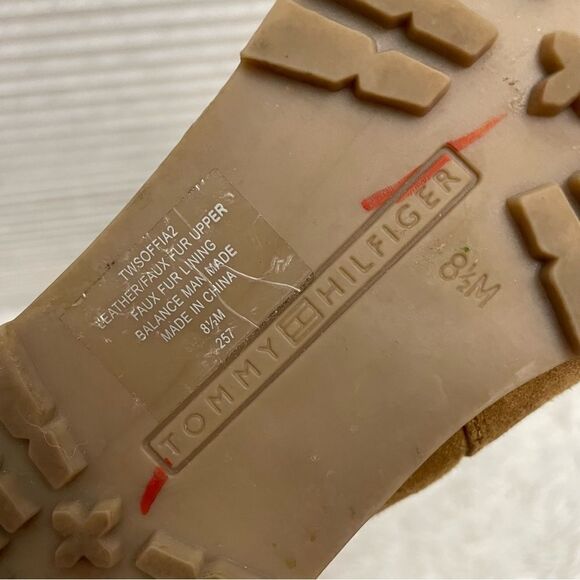 TWSOFFIA2
LEATHER/FAUX FUR UPPER
FAUX FUR LINING
BALANCE MAN MADE
MADE IN CHINA
8½M
257
TOMMY HILFIGER
8½M